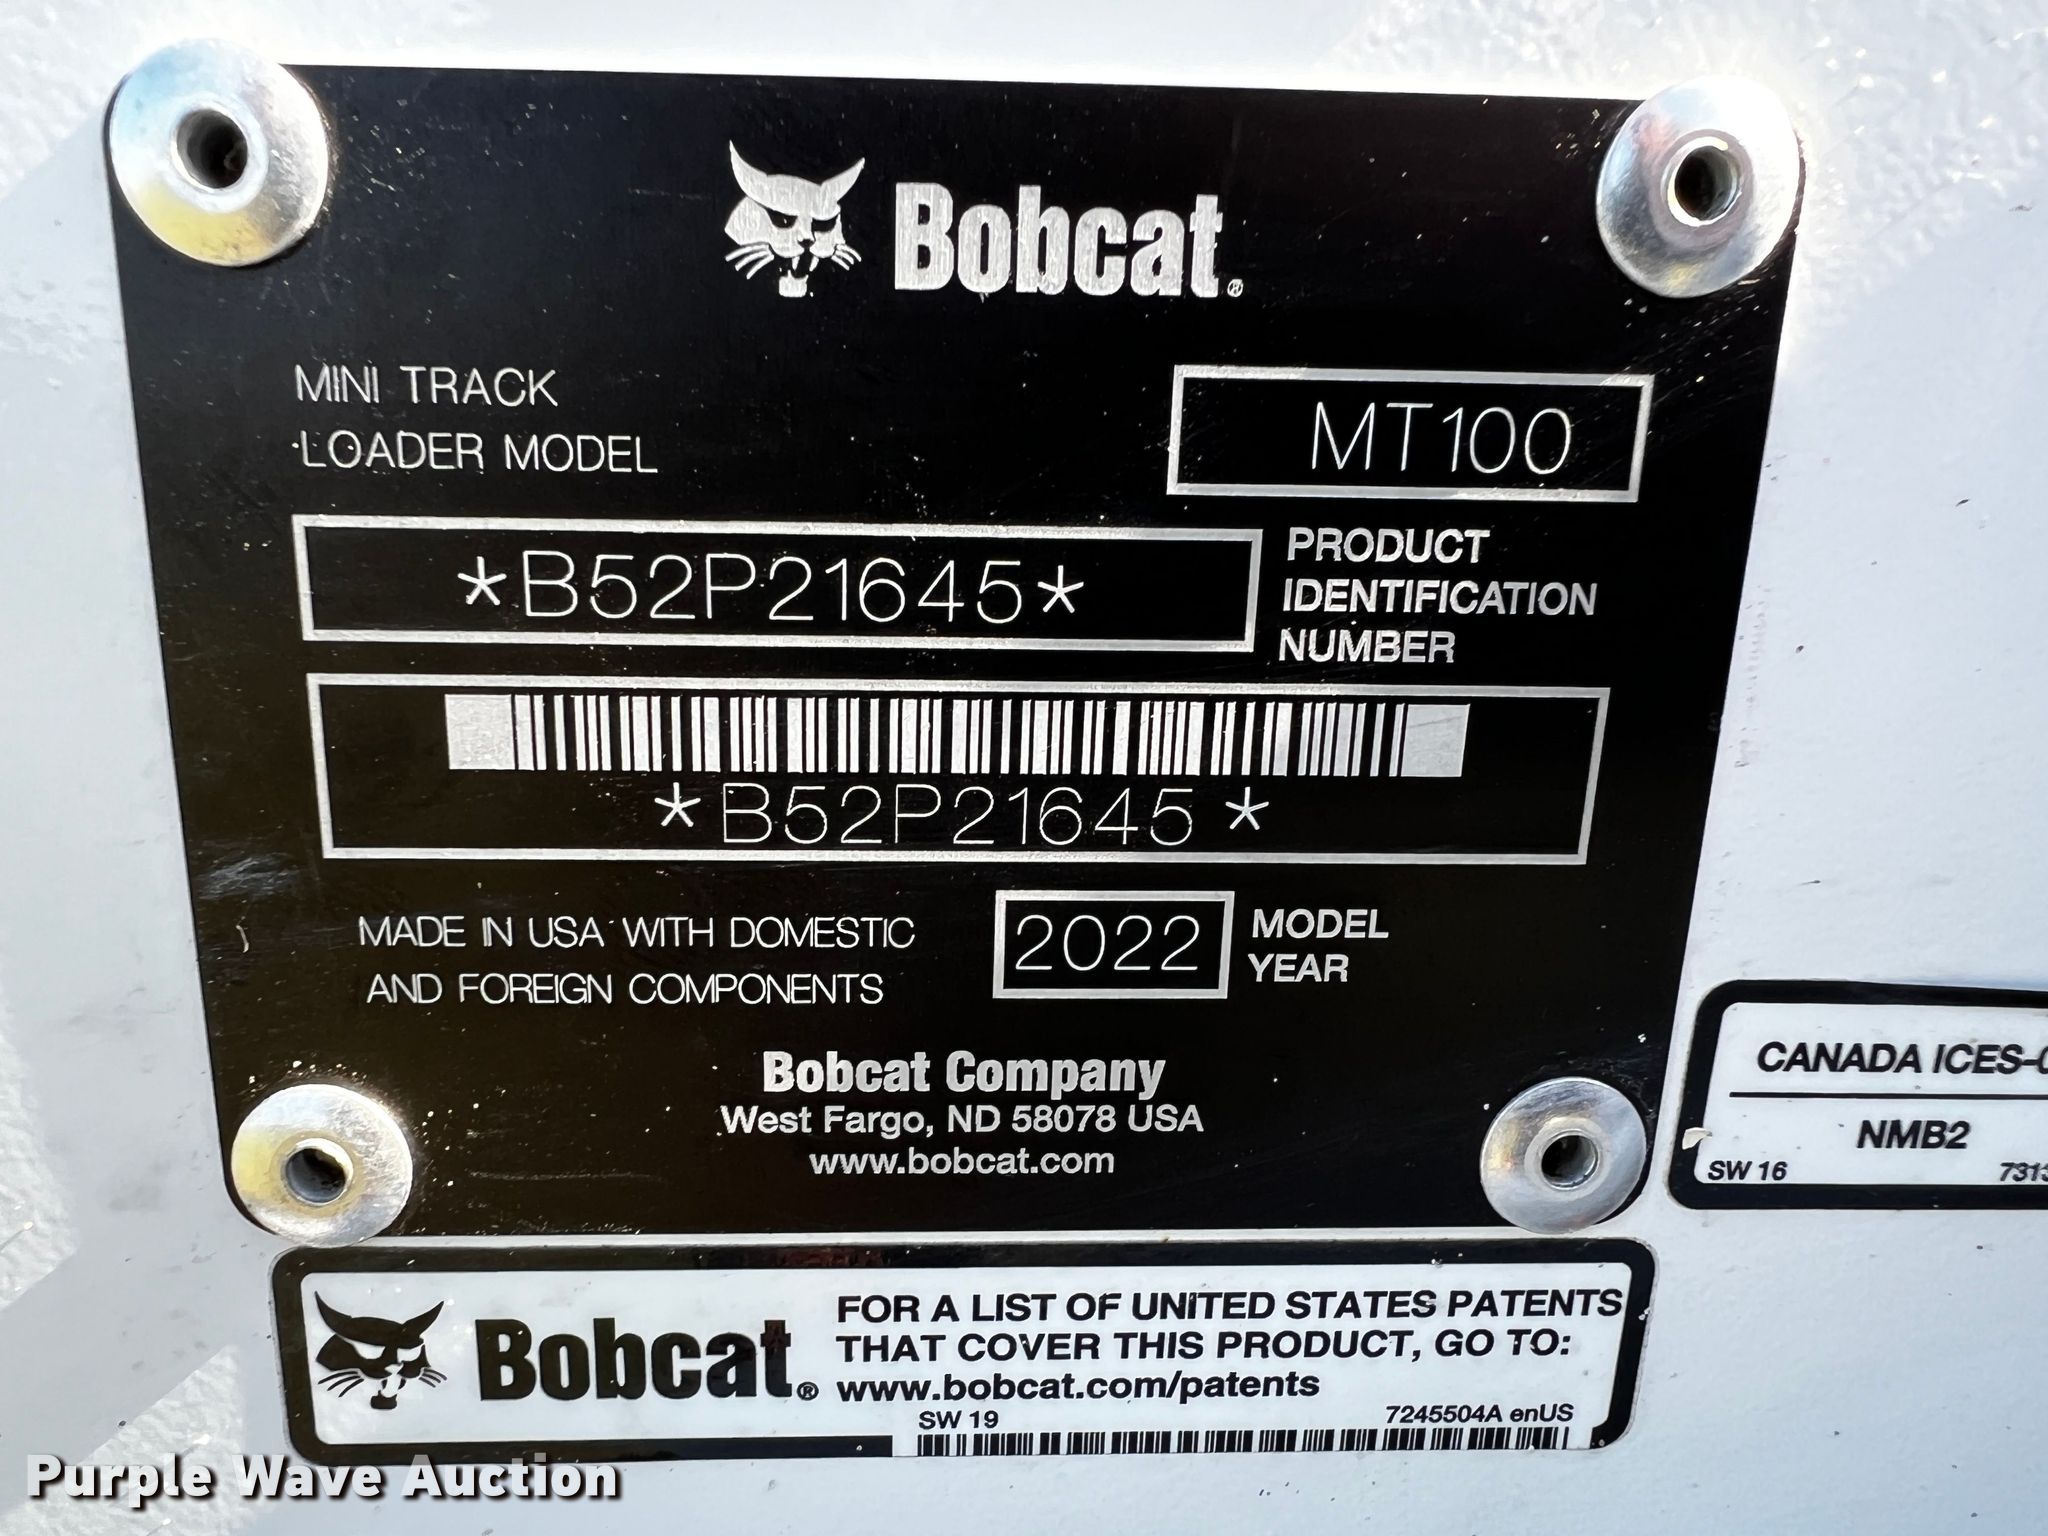 Bobcat®
MINI TRACK
LOADER MODEL
MT100
*B52P21645*
PRODUCT
IDENTIFICATION
NUMBER
*B52P21645*
MADE IN USA WITH DOMESTIC
AND FOREIGN COMPONENTS
2022
MODEL
YEAR
Bobcat Company
West Fargo, ND 58078 USA
www.bobcat.com
CANADA ICES-
NMB2
SW 16
7313
Bobcat®
FOR A LIST OF UNITED STATES PATENTS
THAT COVER THIS PRODUCT, GO TO:
www.bobcat.com/patents
SW 19
7245504A enUS
Purple Wave Auction